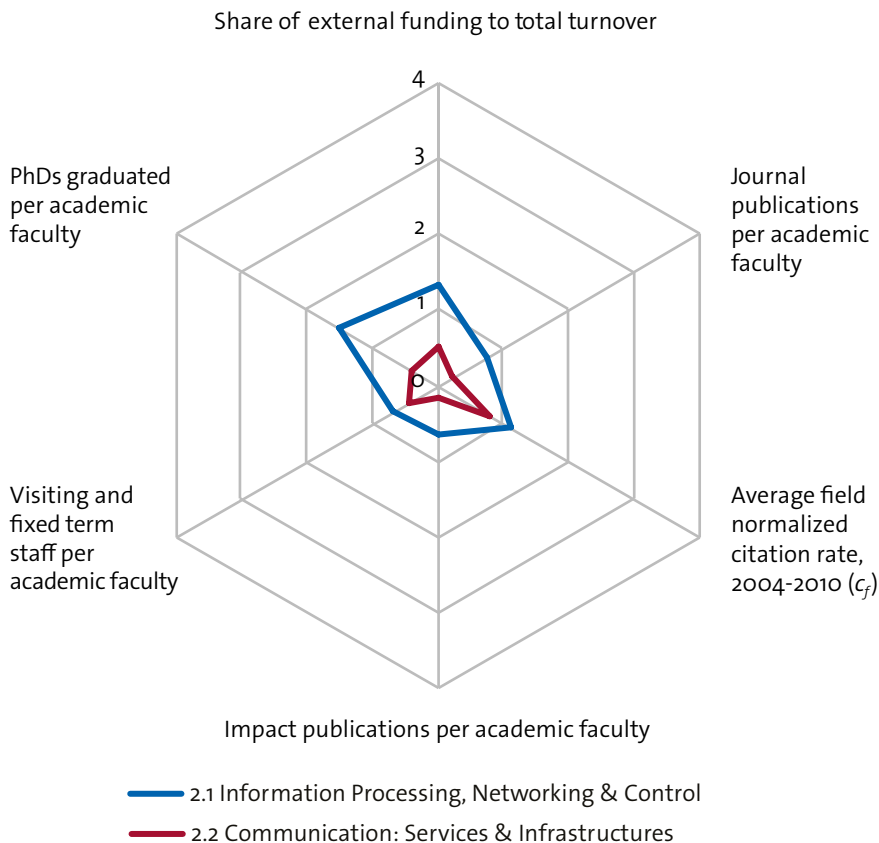 Share of external funding to total turnover
4
3
2
1
0
PhDs graduated
per academic
faculty
Journal
publications
per academic
faculty
Visiting and
fixed term
staff per
academic faculty
Average field
normalized
citation rate,
2004-2010 (cf)
Impact publications per academic faculty
2.1 Information Processing, Networking & Control
2.2 Communication: Services & Infrastructures